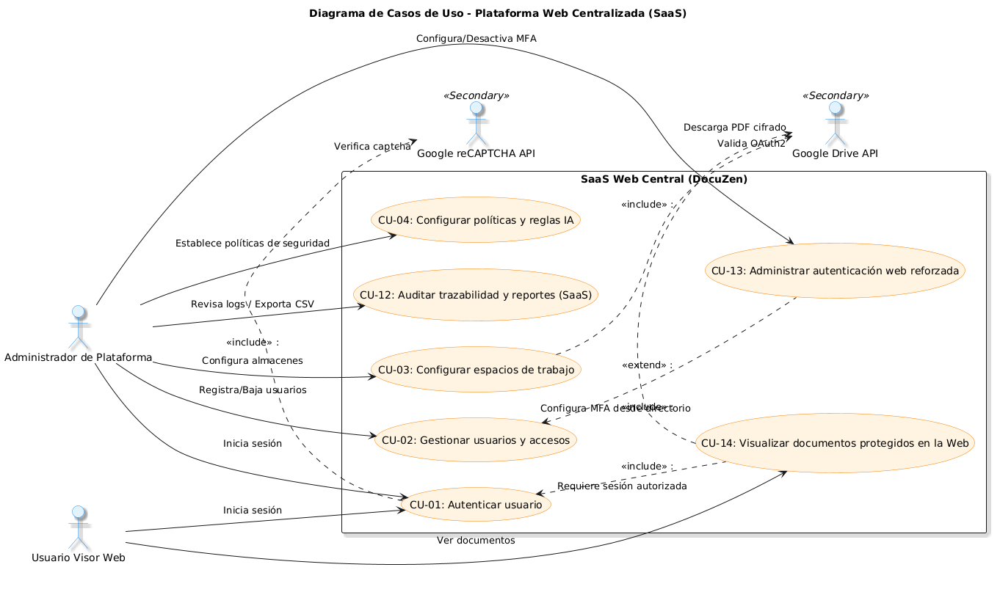 Diagrama de Casos de Uso - Plataforma Web Centralizada (SaaS)
Configura/Desactiva MFA
«Secondary»
Google reCAPTCHA API
«Secondary»
Google Drive API
Descarga PDF cifrado
Valida OAuth2
Verifica captcha
SaaS Web Central (DocuZen)
«include» :
CU-04: Configurar políticas y reglas IA
Establece políticas de seguridad
CU-13: Administrar autenticación web reforzada
CU-12: Auditar trazabilidad y reportes (SaaS)
Revisa logs / Exporta CSV
Administrador de Plataforma
«include» :
Configura almacenes
CU-03: Configurar espacios de trabajo
«extend» :
Registra/Baja usuarios
«include» :
Configura MFA desde directorio
CU-02: Gestionar usuarios y accesos
CU-14: Visualizar documentos protegidos en la Web
Inicia sesión
«include» :
Requiere sesión autorizada
CU-01: Autenticar usuario
Inicia sesión
Ver documentos
Usuario Visor Web